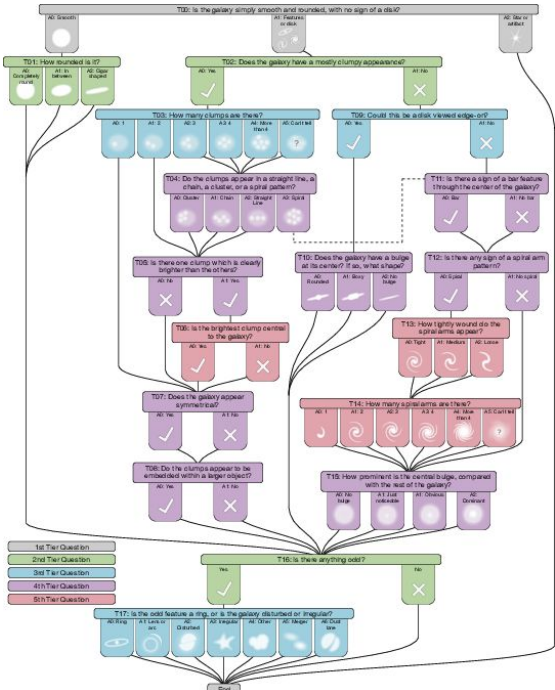 T00: Is the galaxy simply smooth and rounded, with no sign of a disk?
A0: Smooth
A1: Features
or disk
A2: Star or
artifact
T01: How rounded is it?
A0:
Completely
round
A1: In
between
A2: Cigar
shaped
T02: Does the galaxy have a mostly clumpy appearance?
A0: Yes
A1: No
T03: How many clumps are there?
A0: 1
A1: 2
A2: 3
A3: 4
A4: More
than 4
A5: Can't tell
?
T09: Could this be a disk viewed edge-on?
A0: Yes
A1: No
T04: Do the clumps appear in a straight line, a
chain, a cluster, or a spiral pattern?
A0: Cluster
A1: Chain
A2: Straight
Line
A3: Spiral
T11: Is there a sign of a bar feature
through the center of the galaxy?
A0: Bar
A1: No bar
T05: Is there one clump which is clearly
brighter than the others?
A0: No
A1: Yes
T10: Does the galaxy have a bulge
at its center? If so, what shape?
A0:
Rounded
A1: Boxy
A2: No
bulge
T12: Is there any sign of a spiral arm
pattern?
A0: Spiral
A1: No spiral
T06: Is the brightest clump central
to the galaxy?
A0: Yes
A1: No
T13: How tightly wound do the
spiral arms appear?
A0: Tight
A1: Medium
A2: Loose
T07: Does the galaxy appear
symmetrical?
A0: Yes
A1: No
T14: How many spiral arms are there?
A0: 1
A1: 2
A2: 3
A3: 4
A4: More
than 4
A5: Can't tell
?
T08: Do the clumps appear to be
embedded within a larger object?
A0: Yes
A1: No
T15: How prominent is the central bulge, compared
with the rest of the galaxy?
A0: No
bulge
A1: Just
noticeable
A2: Obvious
A3:
Dominant
1st Tier Question
2nd Tier Question
3rd Tier Question
4th Tier Question
5th Tier Question
T16: Is there anything odd?
Yes
No
T17: Is the odd feature a ring, or is the galaxy disturbed or irregular?
A0: Ring
A1: Lens or
arc
A2:
Disturbed
A3: Irregular
A4: Other
A5: Merger
A6: Dust
lane
End